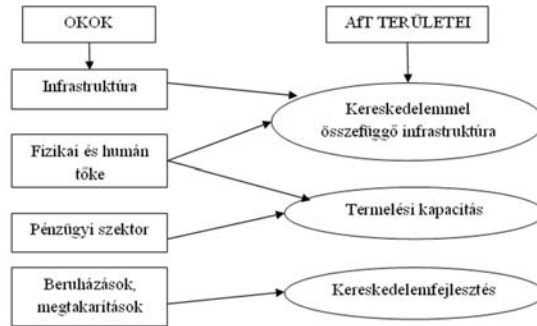 OKOK
AfT TERÜLETEI
Infrastruktúra
Kereskedelemmel
összefüggő infrastruktúra
Fizikai és humán
tőke
Termelési kapacitás
Pénzügyi szektor
Beruházások,
megtakarítások
Kereskedelemfejlesztés